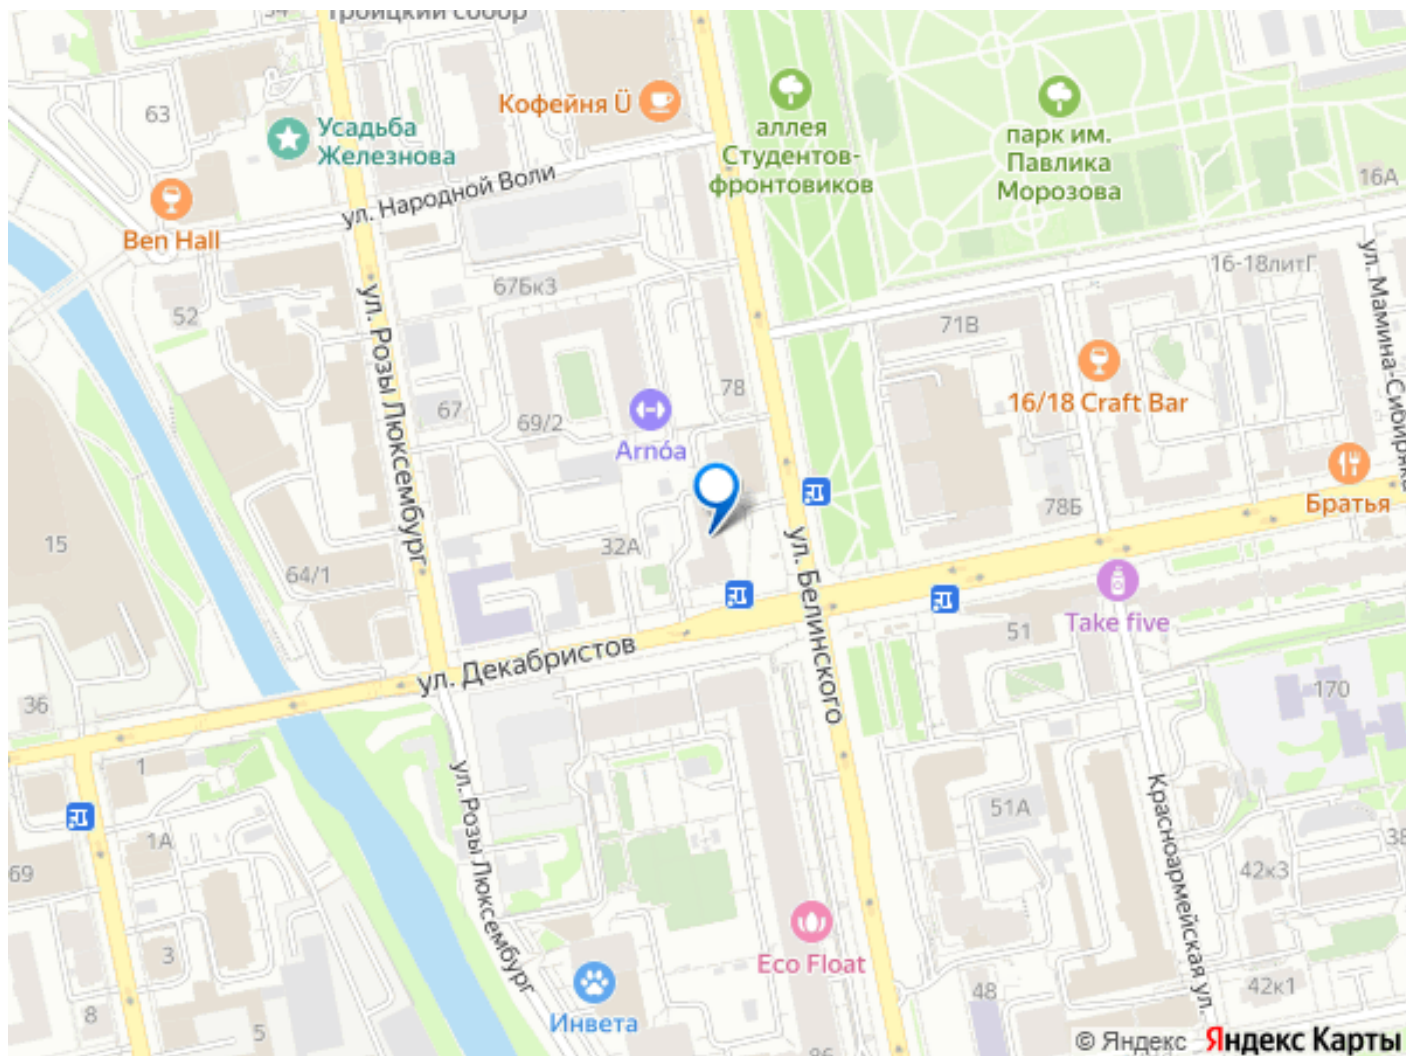 54
Троицкий собор
63
Кофейня Ü
Усадьба
Железнова
аллея
Студентов-
фронтовиков
парк им.
Павлика
Морозова
16А
ул. Народной Воли
Ben Hall
ул. Мамина-Сибиряка
16-18литГ
67Бк3
52
ул. Розы Люксембург
71В
78
16/18 Craft Bar
67
69/2
Arnóa
Братья
78Б
15
32А
64/1
ул. Белинского
Take five
51
ул. Декабристов
36
170
1
ул. Розы Люксембург
Красноармейская ул.
51А
1А
38
69
42к3
3
Eco Float
48
42к1
8
5
Инвета
86
© Яндекс Яндекс Карты